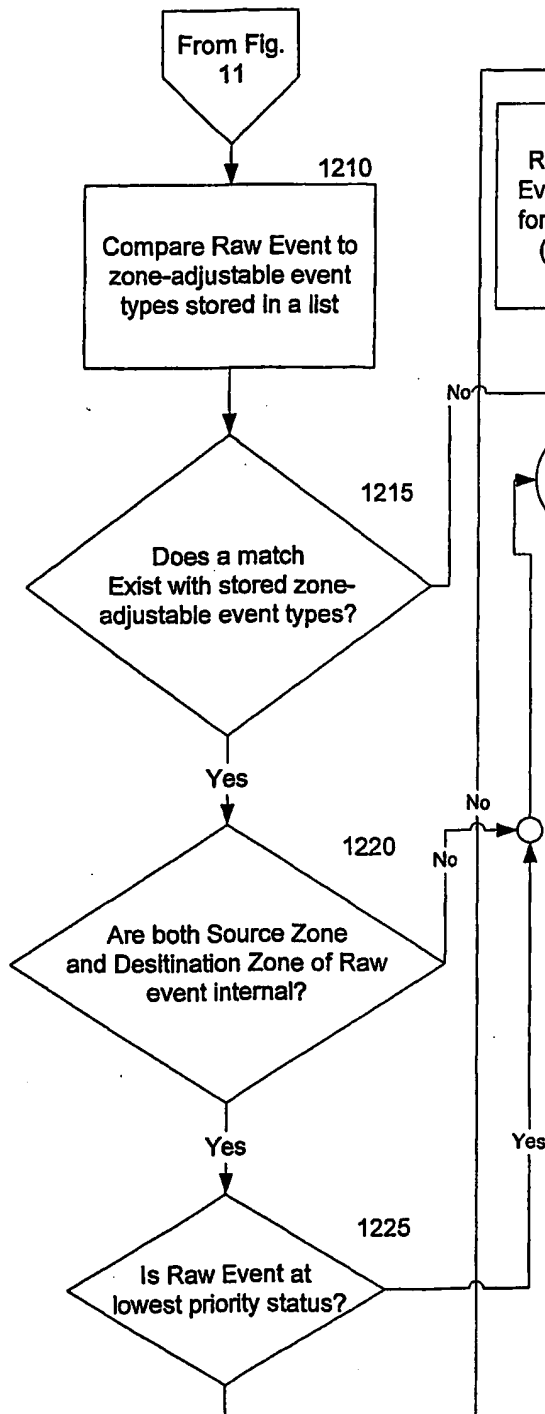 From Fig.
11
1210
Compare Raw Event to
zone-adjustable event
types stored in a list
R
Ev
for
(
No
1215
Does a match
Exist with stored zone-
adjustable event types?
Yes
No
1220
No
Are both Source Zone
and Desitination Zone of Raw
event internal?
Yes
Yes
1225
Is Raw Event at
lowest priority status?